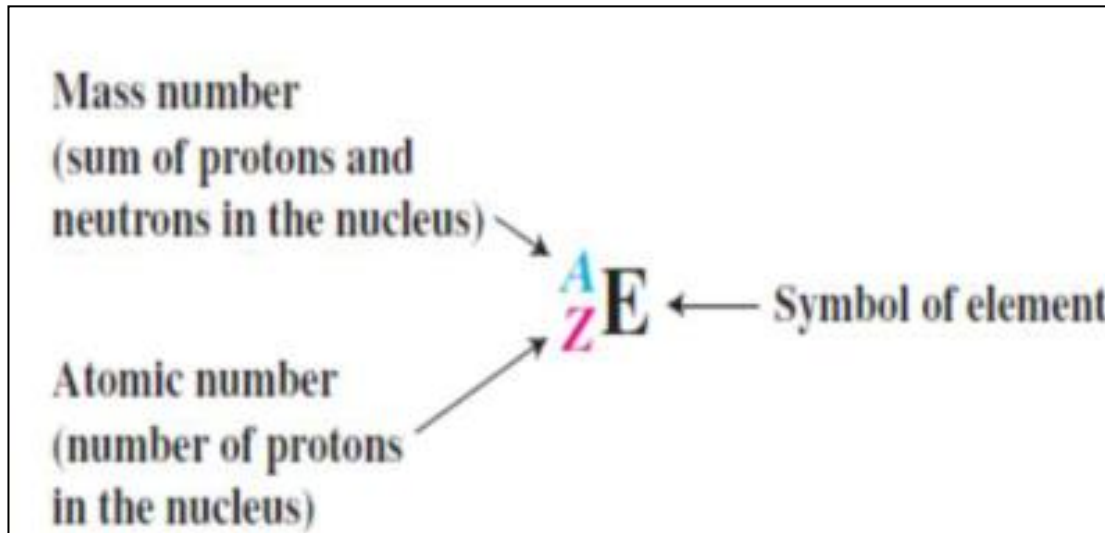 Mass number
(sum of protons and
neutrons in the nucleus)
A
Z
E
Symbol of element
Atomic number
(number of protons
in the nucleus)